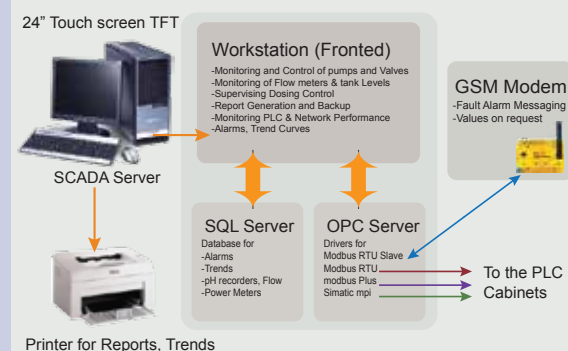 24” Touch screen TFT
SCADA Server
Printer for Reports, Trends
Workstation (Fronted)
-Monitoring and Control of pumps and Valves
-Monitoring of Flow meters & tank Levels
-Supervising Dosing Control
-Report Generation and Backup
-Monitoring PLC & Network Performance
-Alarms, Trend Curves
SQL Server
Database for
-Alarms
-Trends
-pH recorders, Flow
-Power Meters
OPC Server
Drivers for
Modbus RTU Slave
Modbus RTU
modbus Plus
Simatic mpi
GSM Modem
-Fault Alarm Messaging
-Values on request
To the PLC
Cabinets